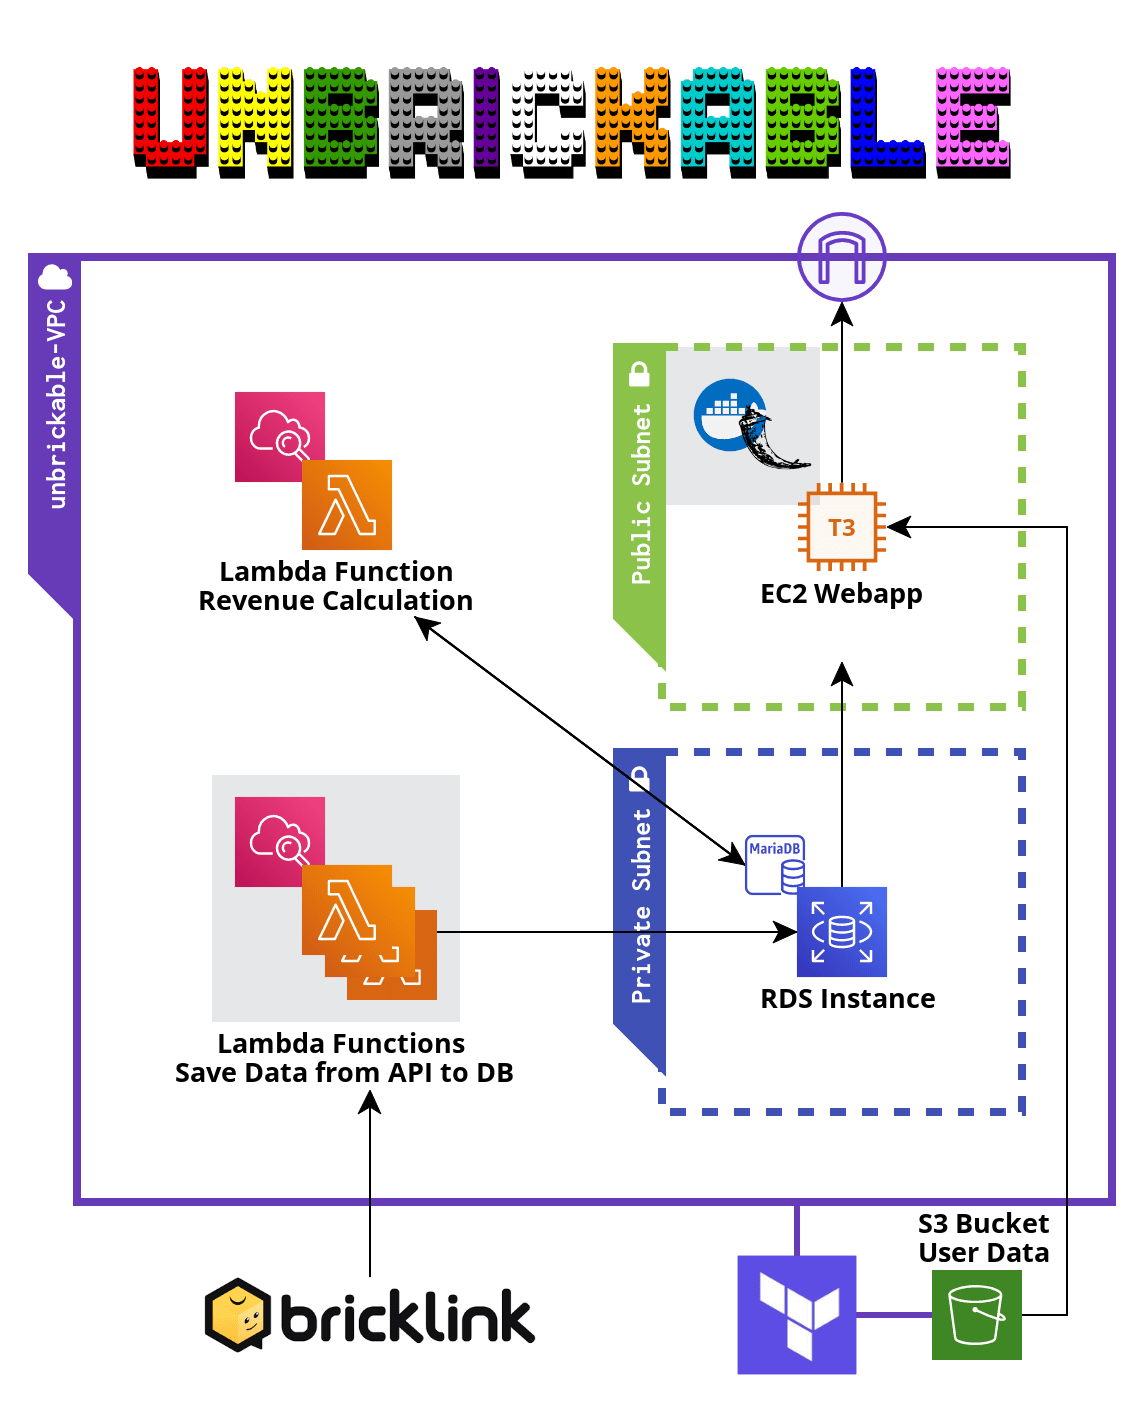 UNBRICKABLE
unbrickable-VPC
Public Subnet
T3
EC2 Webapp
Lambda Function
Revenue Calculation
Private Subnet
MariaDB
RDS Instance
Lambda Functions
Save Data from API to DB
S3 Bucket
User Data
bricklink